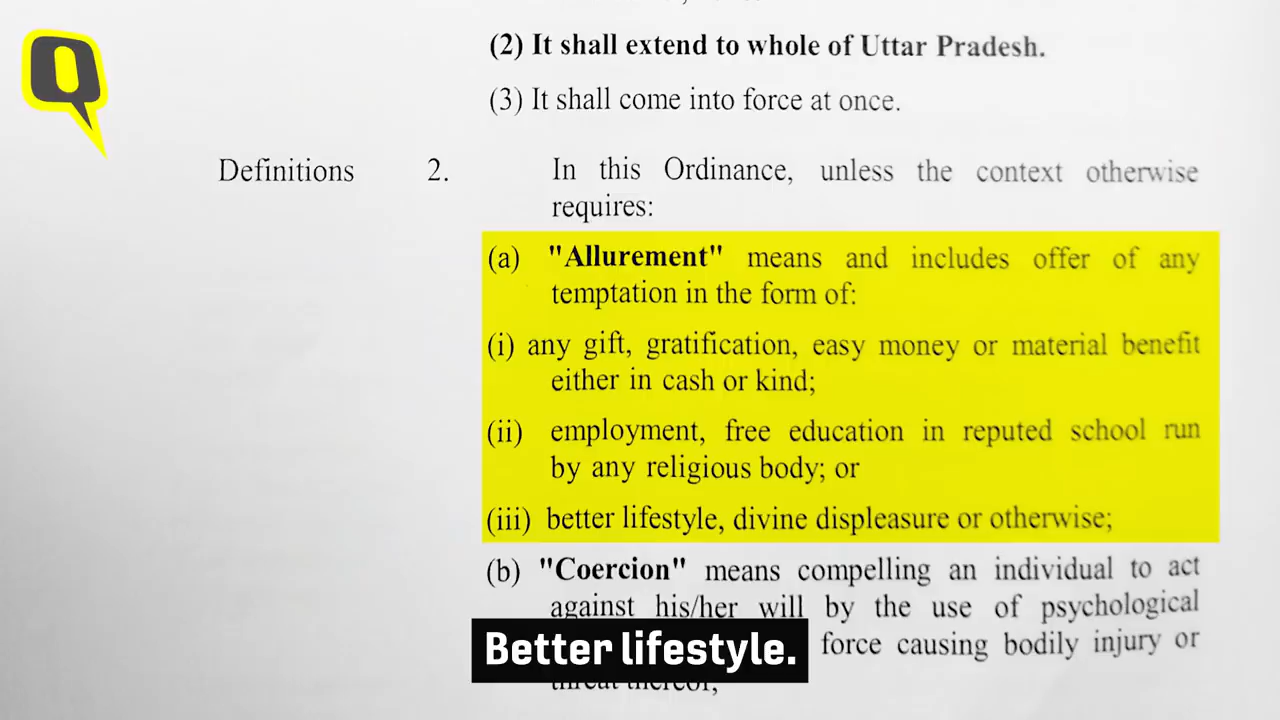 (2) It shall extend to whole of Uttar Pradesh.
(3) It shall come into force at once.
Definitions 2. In this Ordinance, unless the context otherwise
requires:
(a) "Allurement" means and includes offer of any
temptation in the form of:
(i) any gift, gratification, easy money or material benefit
either in cash or kind;
(ii) employment, free education in reputed school run
by any religious body; or
(iii) better lifestyle, divine displeasure or otherwise;
(b) "Coercion" means compelling an individual to act
against his/her will by the use of psychological
force causing bodily injury or
Better lifestyle.